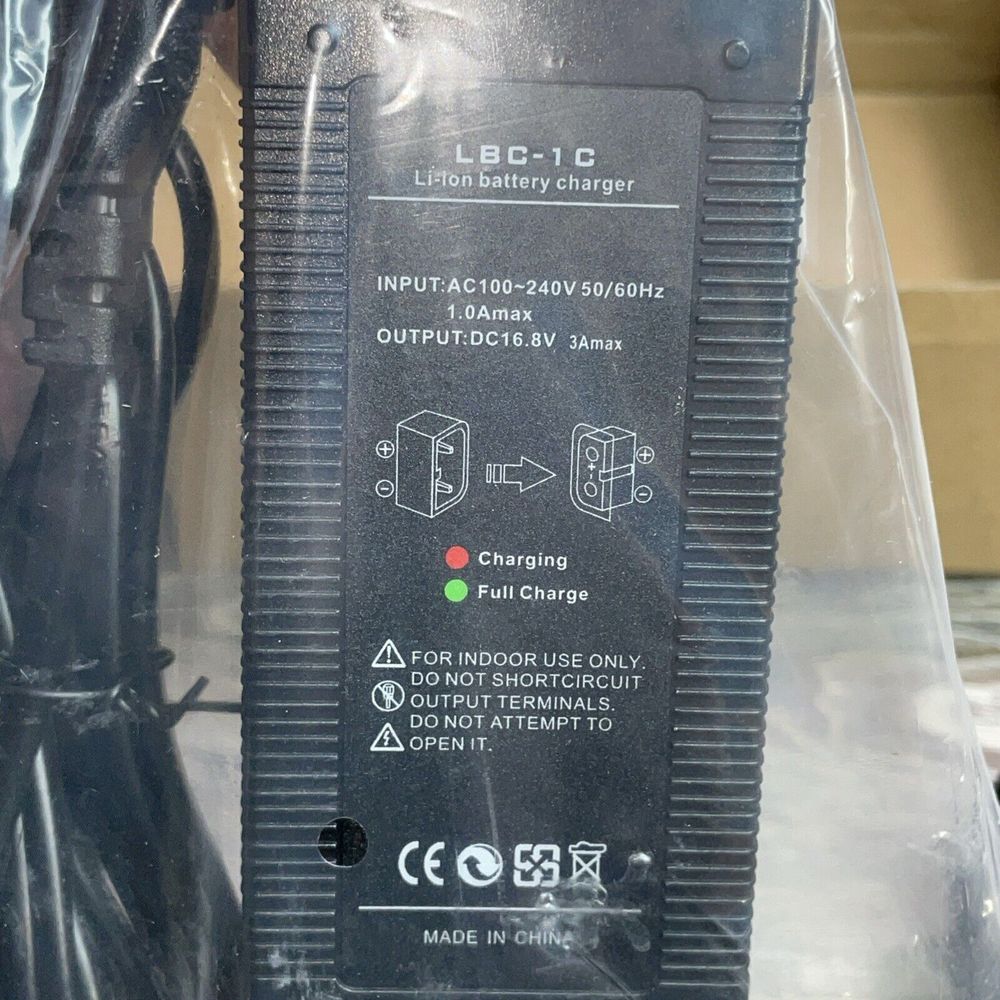 LBC-1C
Li-ion battery charger
INPUT:AC100~240V 50/60Hz
1.0Amax
OUTPUT:DC16.8V 3Amax
Charging
Full Charge
FOR INDOOR USE ONLY.
DO NOT SHORTCIRCUIT
OUTPUT TERMINALS.
DO NOT ATTEMPT TO
OPEN IT.
CE
MADE IN CHINA